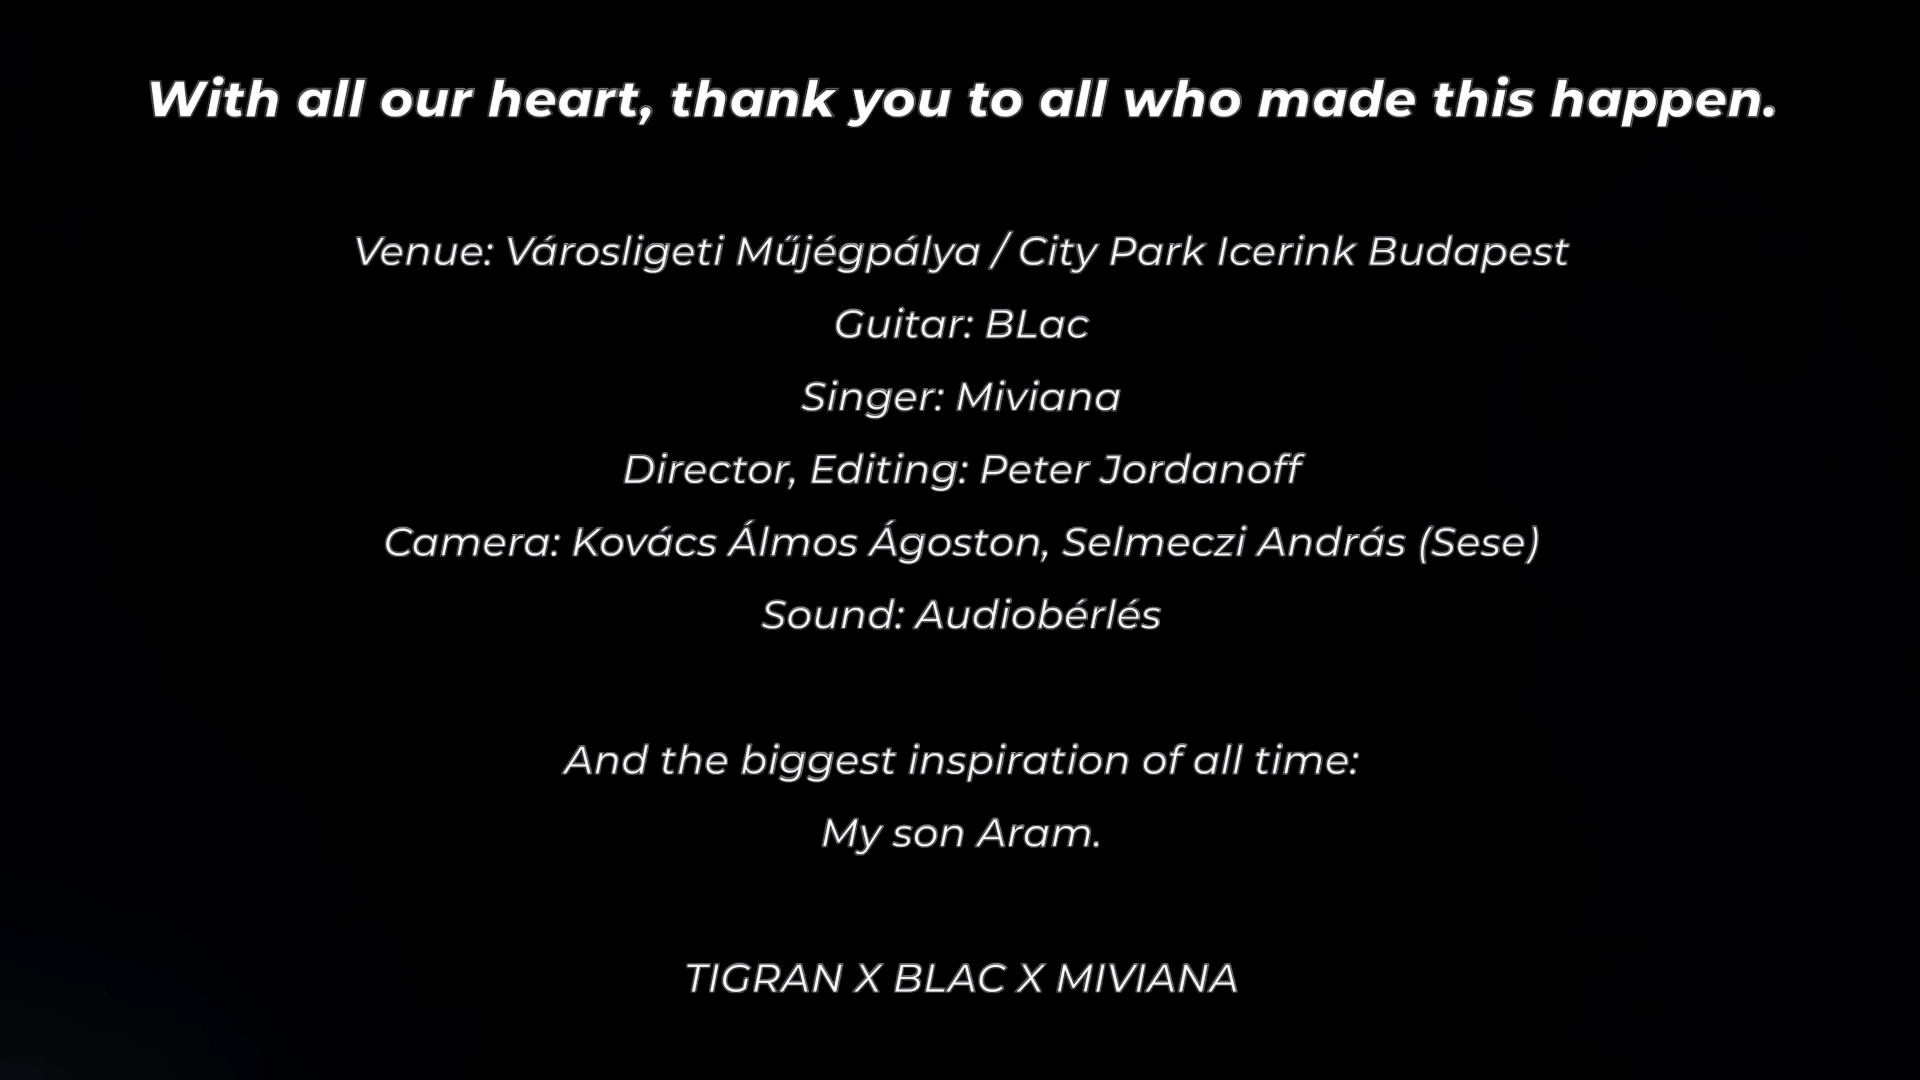 With all our heart, thank you to all who made this happen.
Venue: Városligeti Műjégpálya / City Park Icerink Budapest
Guitar: BLac
Singer: Miviana
Director, Editing: Peter Jordanoff
Camera: Kovács Álmos Ágoston, Selmeczi András (Sese)
Sound: Audiobérlés
And the biggest inspiration of all time:
My son Aram.
TIGRAN X BLAC X MIVIANA